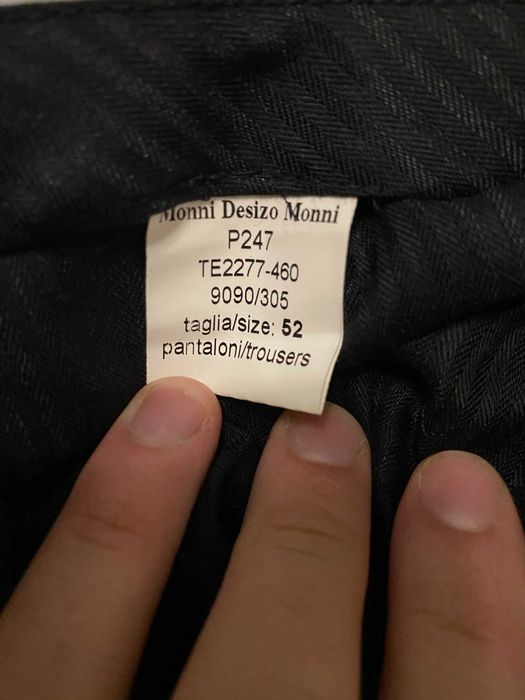 Monni Desizo Monni
P247
TE2277-460
9090/305
taglia/size: 52
pantaloni/trousers